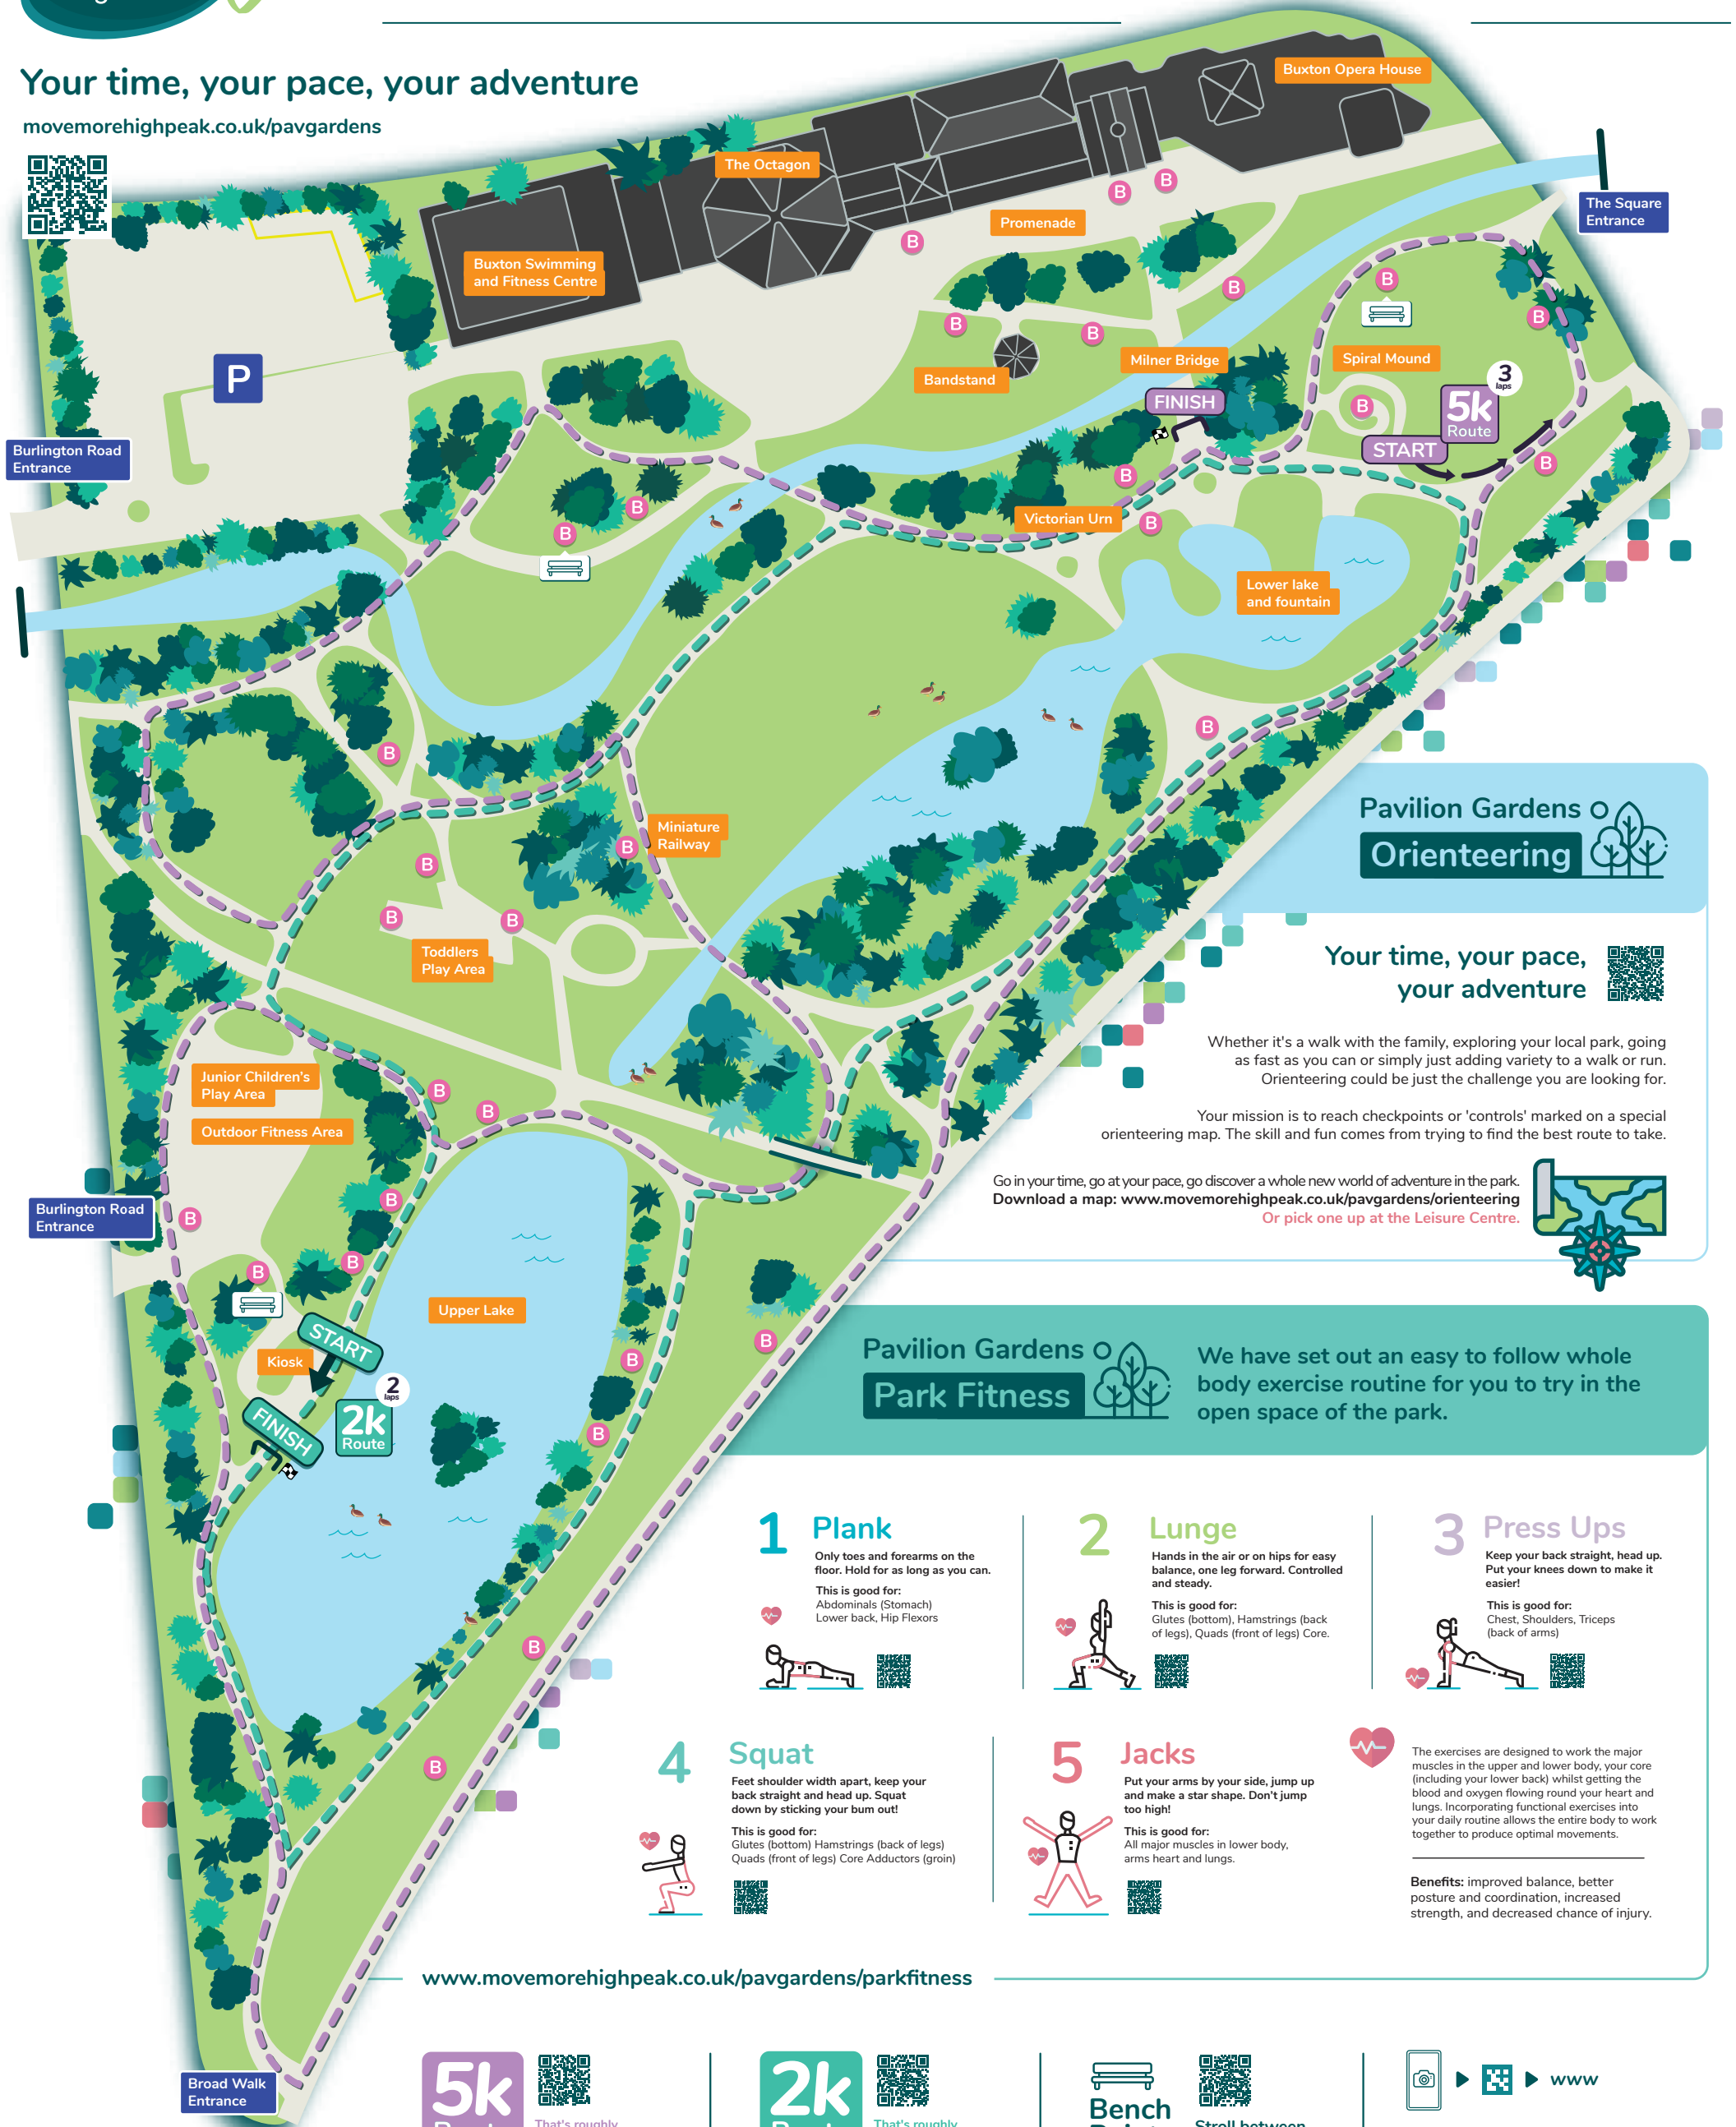 Your time, your pace, your adventure
movemorehighpeak.co.uk/pavgardens
Buxton Opera House
The Octagon
The Square
Entrance
Promenade
Buxton Swimming
and Fitness Centre
B
B
B
B
B
B
B
B
Milner Bridge
Spiral Mound
Bandstand
P
FINISH
3
laps
5k
Route
START
B
B
B
Burlington Road
Entrance
B
B
B
Victorian Urn
B
Lower lake
and fountain
B
B
Miniature
Railway
B
B
B
B
Toddlers
Play Area
Pavilion Gardens
Orienteering
Your time, your pace,
your adventure
Whether it's a walk with the family, exploring your local park, going
as fast as you can or simply just adding variety to a walk or run.
Orienteering could be just the challenge you are looking for.
Your mission is to reach checkpoints or 'controls' marked on a special
orienteering map. The skill and fun comes from trying to find the best route to take.
Go in your time, go at your pace, go discover a whole new world of adventure in the park.
Download a map: www.movemorehighpeak.co.uk/pavgardens/orienteering
Or pick one up at the Leisure Centre.
Junior Children's
Play Area
Outdoor Fitness Area
B
B
B
B
Burlington Road
Entrance
B
B
Upper Lake
START
Kiosk
2
laps
2k
Route
FINISH
B
B
B
B
B
Pavilion Gardens
Park Fitness
We have set out an easy to follow whole
body exercise routine for you to try in the
open space of the park.
1 Plank
Only toes and forearms on the
floor. Hold for as long as you can.
This is good for:
Abdominals (Stomach)
Lower back, Hip Flexors
2 Lunge
Hands in the air or on hips for easy
balance, one leg forward. Controlled
and steady.
This is good for:
Glutes (bottom), Hamstrings (back
of legs), Quads (front of legs) Core.
3 Press Ups
Keep your back straight, head up.
Put your knees down to make it
easier!
This is good for:
Chest, Shoulders, Triceps
(back of arms)
4 Squat
Feet shoulder width apart, keep your
back straight and head up. Squat
down by sticking your bum out!
This is good for:
Glutes (bottom) Hamstrings (back of legs)
Quads (front of legs) Core Adductors (groin)
5 Jacks
Put your arms by your side, jump up
and make a star shape. Don't jump
too high!
This is good for:
All major muscles in lower body,
arms heart and lungs.
The exercises are designed to work the major
muscles in the upper and lower body, your core
(including your lower back) whilst getting the
blood and oxygen flowing round your heart and
lungs. Incorporating functional exercises into
your daily routine allows the entire body to work
together to produce optimal movements.
Benefits: improved balance, better
posture and coordination, increased
strength, and decreased chance of injury.
www.movemorehighpeak.co.uk/pavgardens/parkfitness
Broad Walk
Entrance
5k
That's roughly
2k
That's roughly
Bench
Stroll between
www